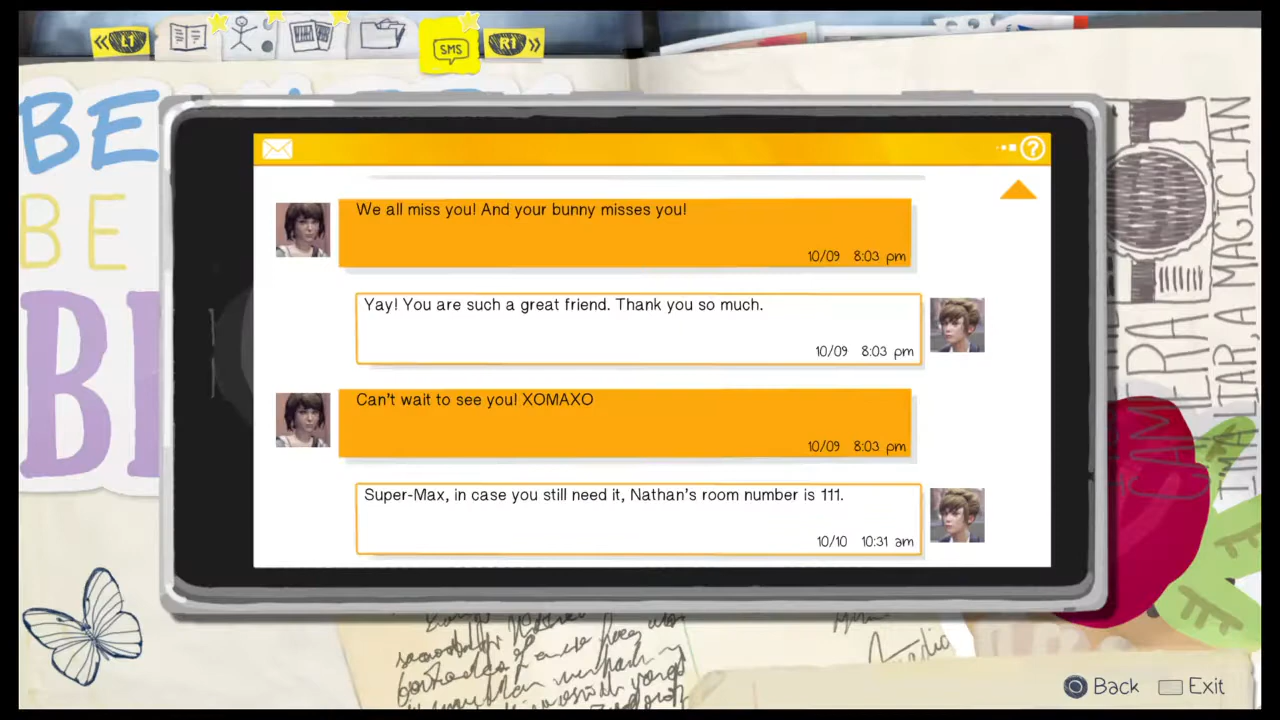 LT
SMS
R1
BE
We all miss you! And your bunny misses you!
10/09 8:03 pm
BE
Yay! You are such a great friend. Thank you so much.
10/09 8:03 pm
Can't wait to see you! XOMAXO
10/09 8:03 pm
Super-Max, in case you still need it, Nathan's room number is 111.
10/10 10:31 am
CAMERA
I'M A LIAR, A MAGICIAN
Back
Exit